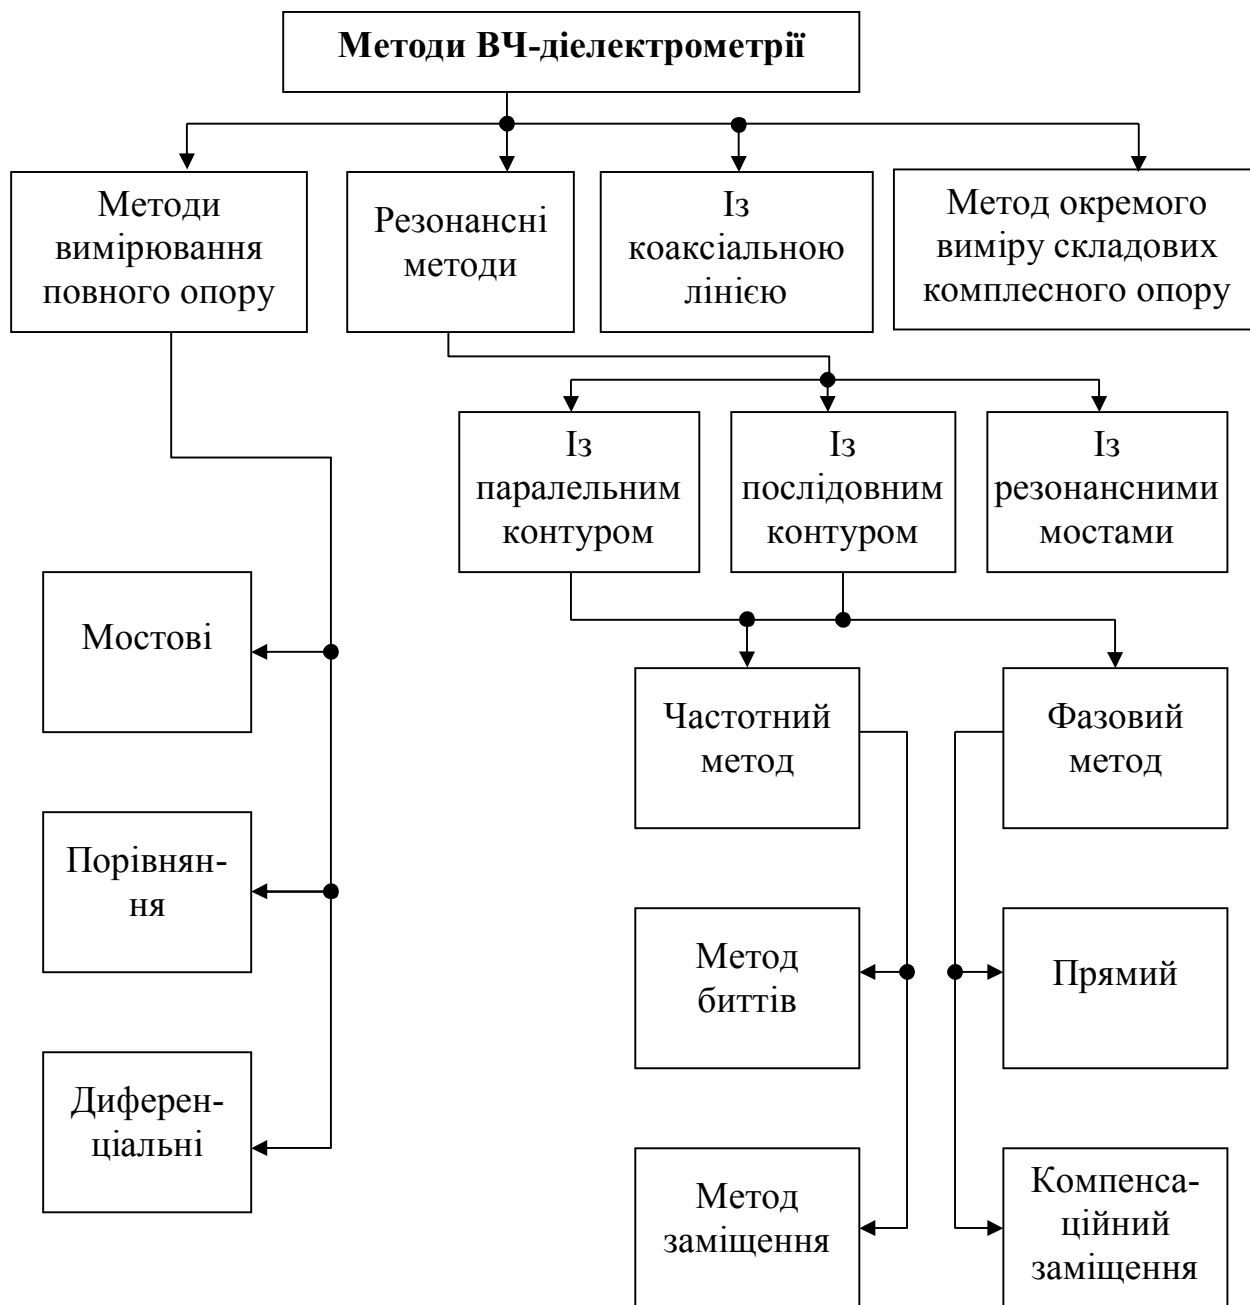 Методи ВЧ-діелектрометрії
Методи
вимірювання
повного опору
Резонансні
методи
Із
коаксіальною
лінією
Метод окремого
виміру складових
комплесного опору
Із
паралельним
контуром
Із
послідовним
контуром
Із
резонансними
мостами
Мостові
Частотний
метод
Фазовий
метод
Порівнян-
ня
Метод
биттів
Прямий
Диферен-
ціальні
Метод
заміщення
Компенса-
ційний
заміщення